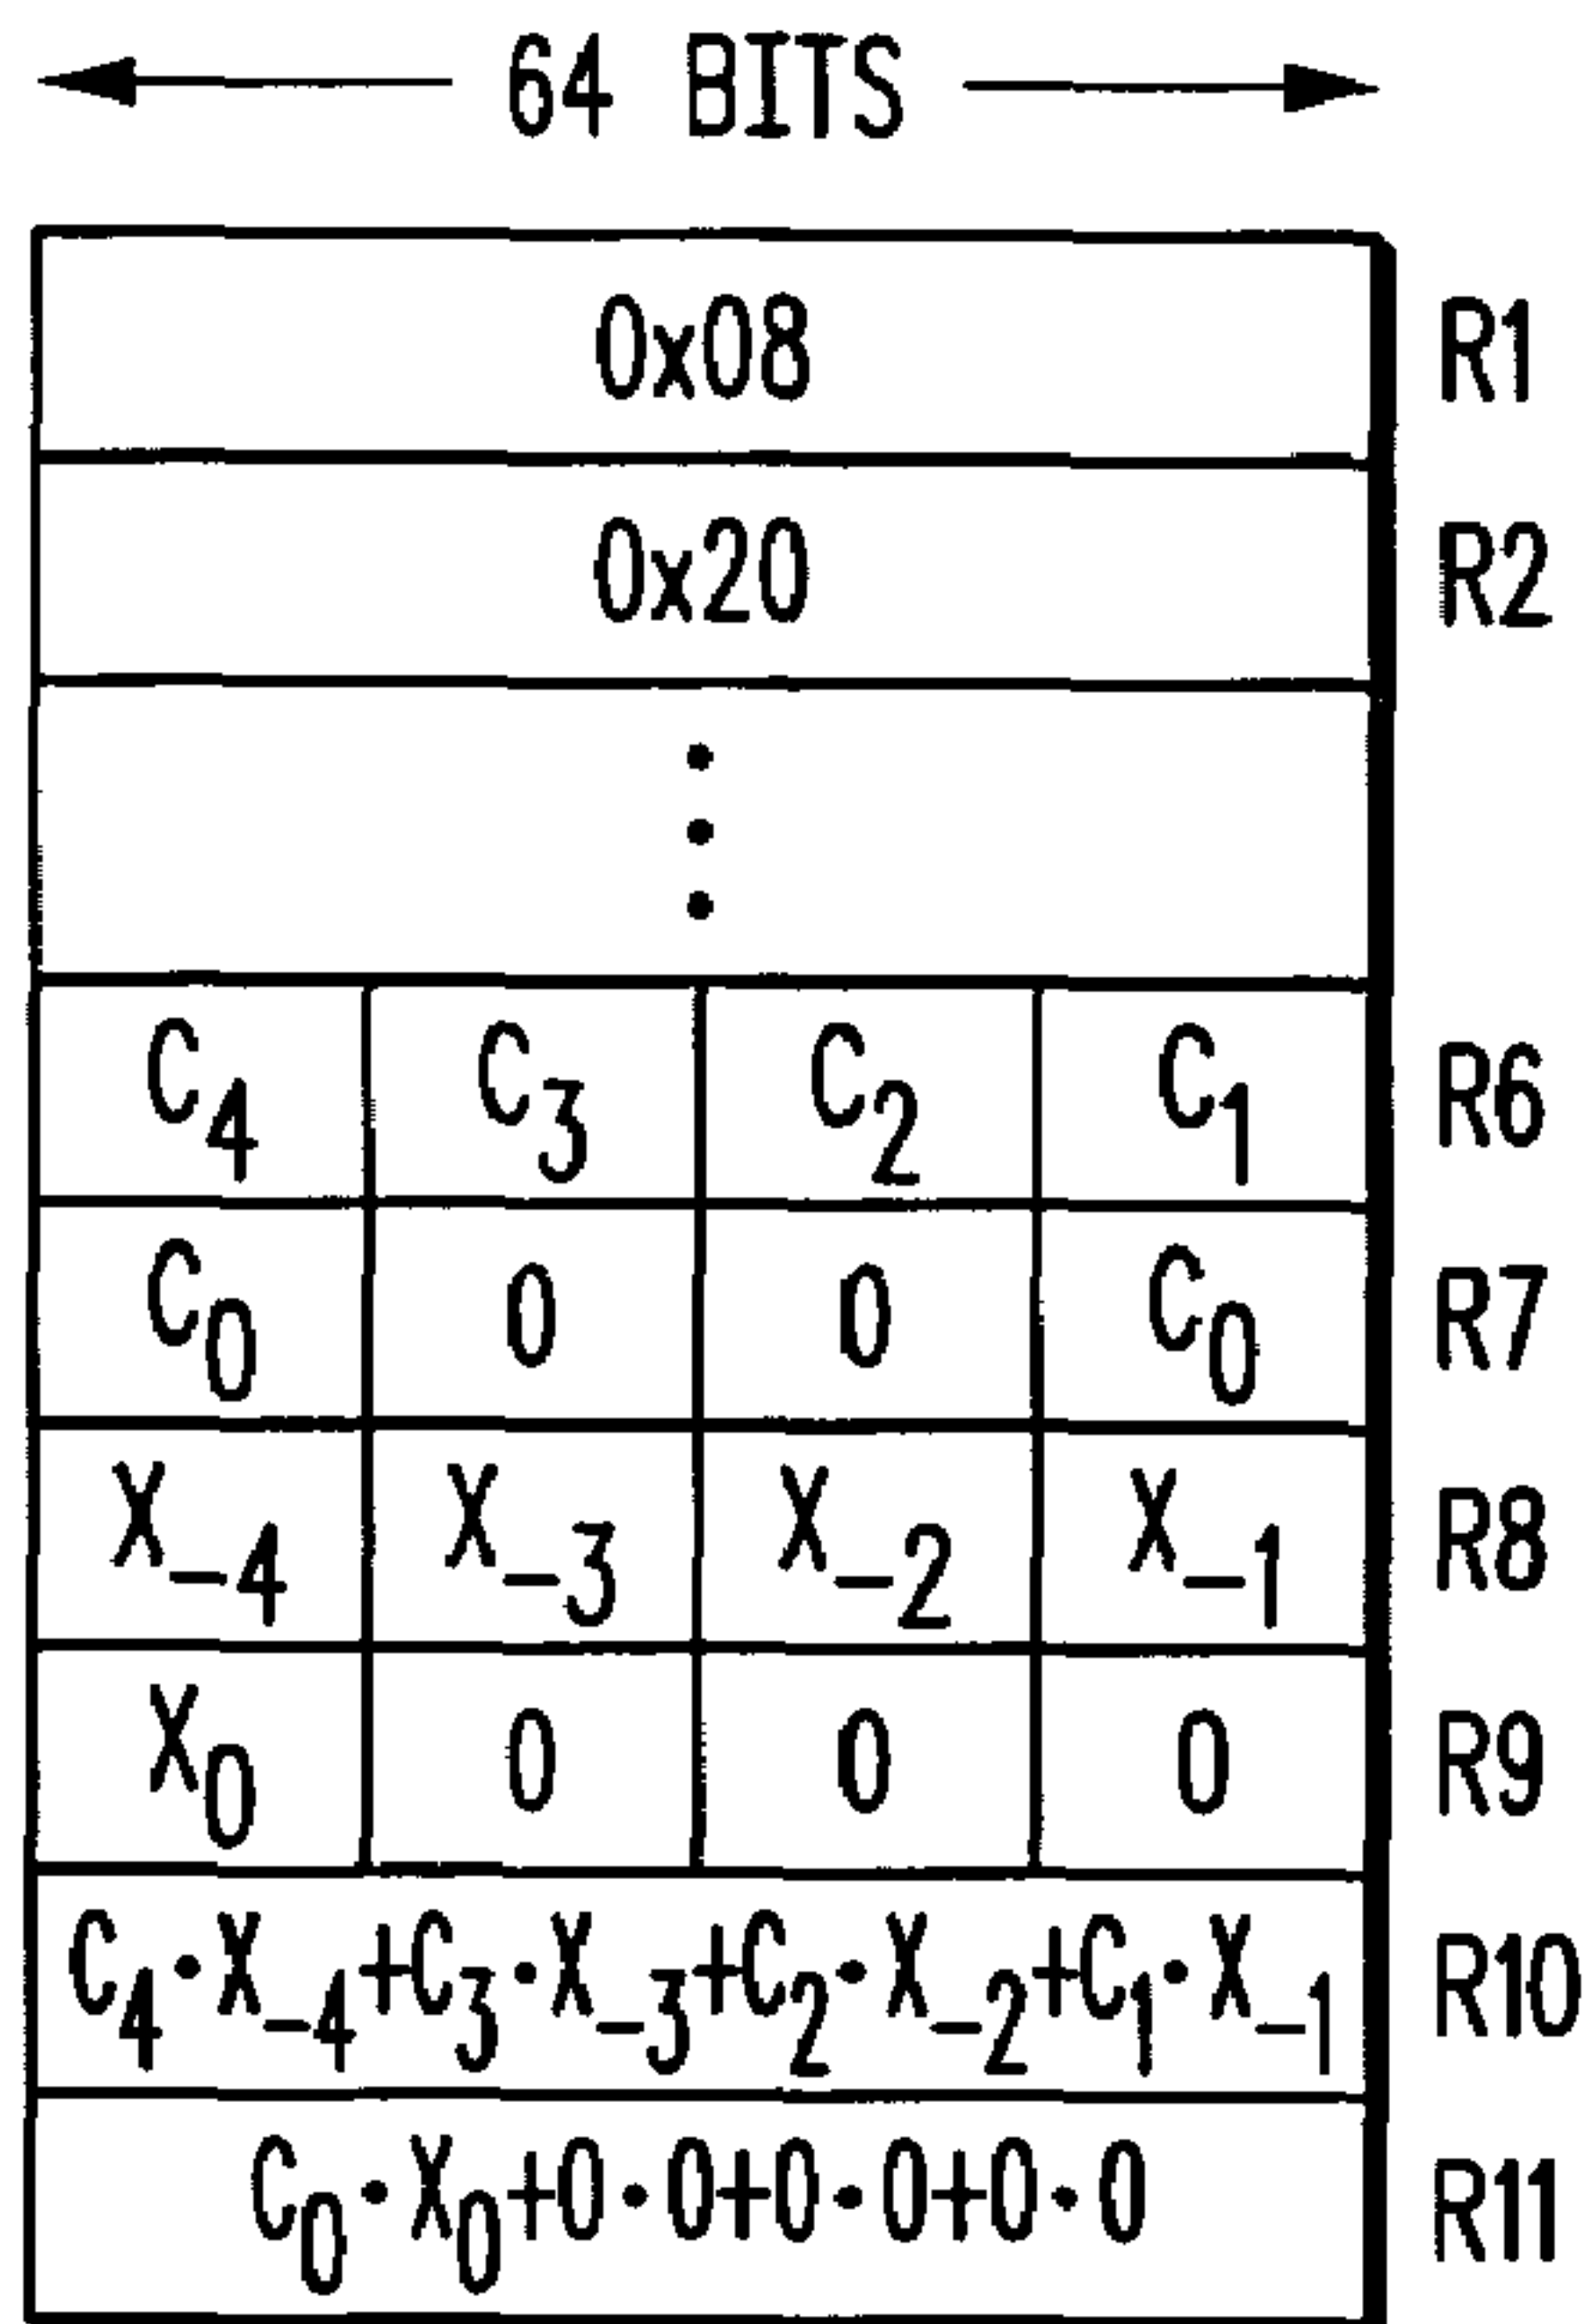 64 BITS
0x08 R1
0x20 R2
C₄ C₃ C₂ C₁ R6
C₀ 0 0 C₀ R7
X₋₄ X₋₃ X₋₂ X₋₁ R8
X₀ 0 0 0 R9
C₄·X₋₄+C₃·X₋₃+C₂·X₋₂+C₁·X₋₁ R10
C₀·X₀+0·0+0·0+0·0 R11